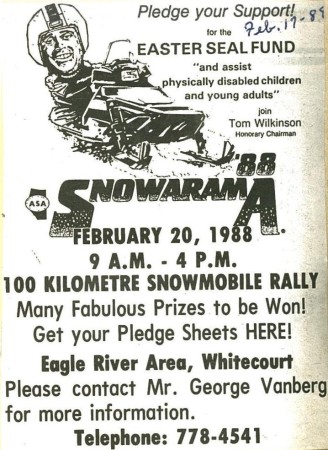 Pledge your Support!
for the
Feb. 17-88
EASTER SEAL FUND
"and assist
physically disabled children
and young adults"
join
Tom Wilkinson
Honorary Chairman
'88
ASA
SNOWARAMA
FEBRUARY 20, 1988
9 A.M. - 4 P.M.
100 KILOMETRE SNOWMOBILE RALLY
Many Fabulous Prizes to be Won!
Get your Pledge Sheets HERE!
Eagle River Area, Whitecourt
Please contact Mr. George Vanberg
for more information.
Telephone: 778-4541